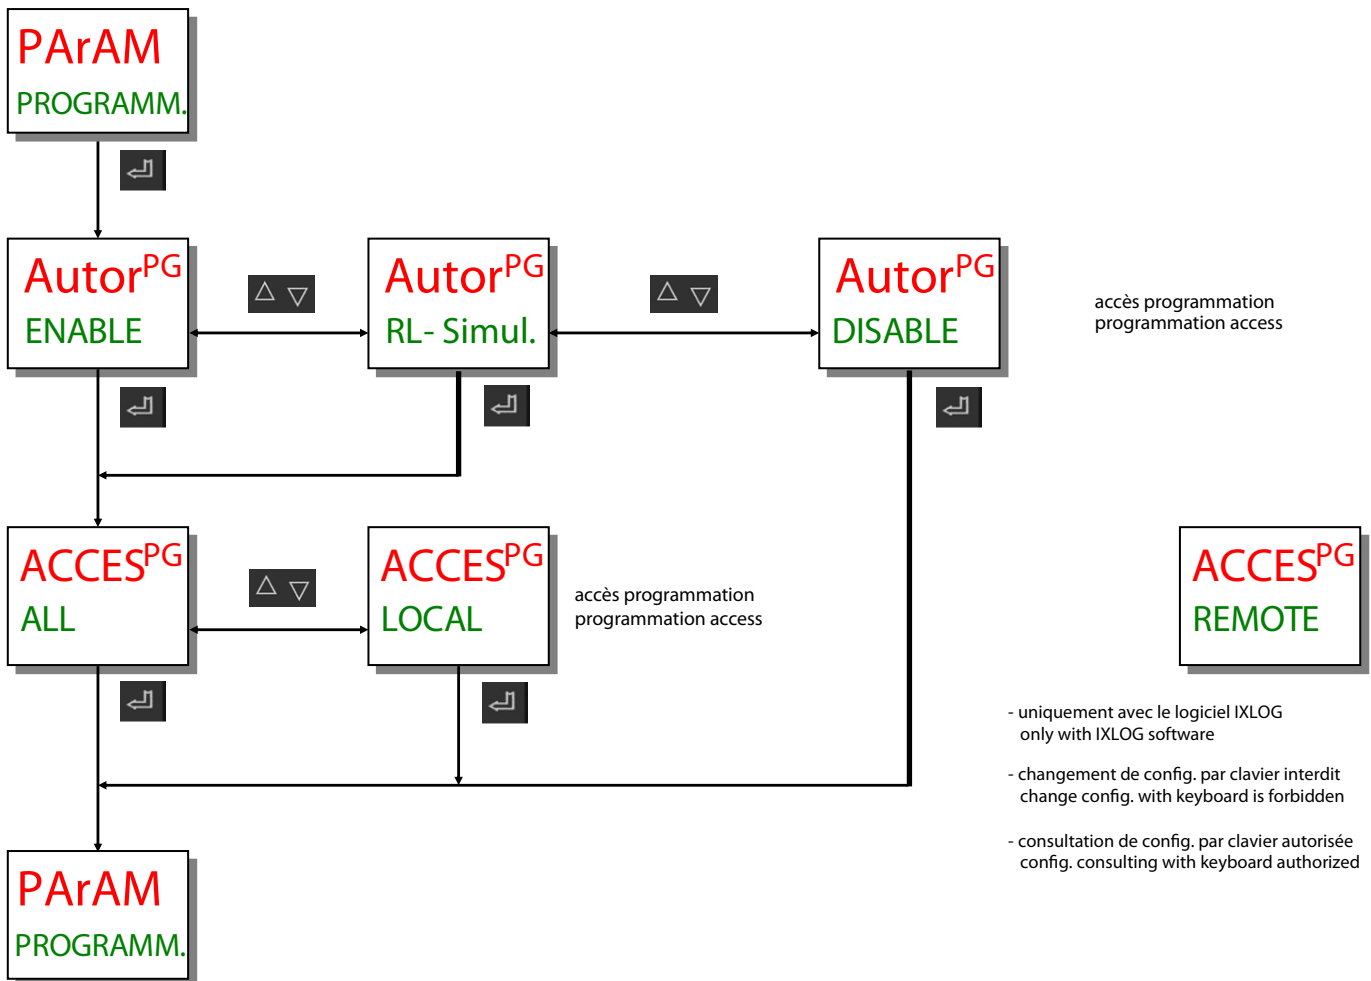 PArAM
PROGRAMM.
AutorPG
ENABLE
AutorPG
RL- Simul.
AutorPG
DISABLE
accès programmation
programmation access
ACCESPG
ALL
ACCESPG
LOCAL
accès programmation
programmation access
ACCESPG
REMOTE
- uniquement avec le logiciel IXLOG
only with IXLOG software
- changement de config. par clavier interdit
change config. with keyboard is forbidden
- consultation de config. par clavier autorisée
config. consulting with keyboard authorized
PArAM
PROGRAMM.